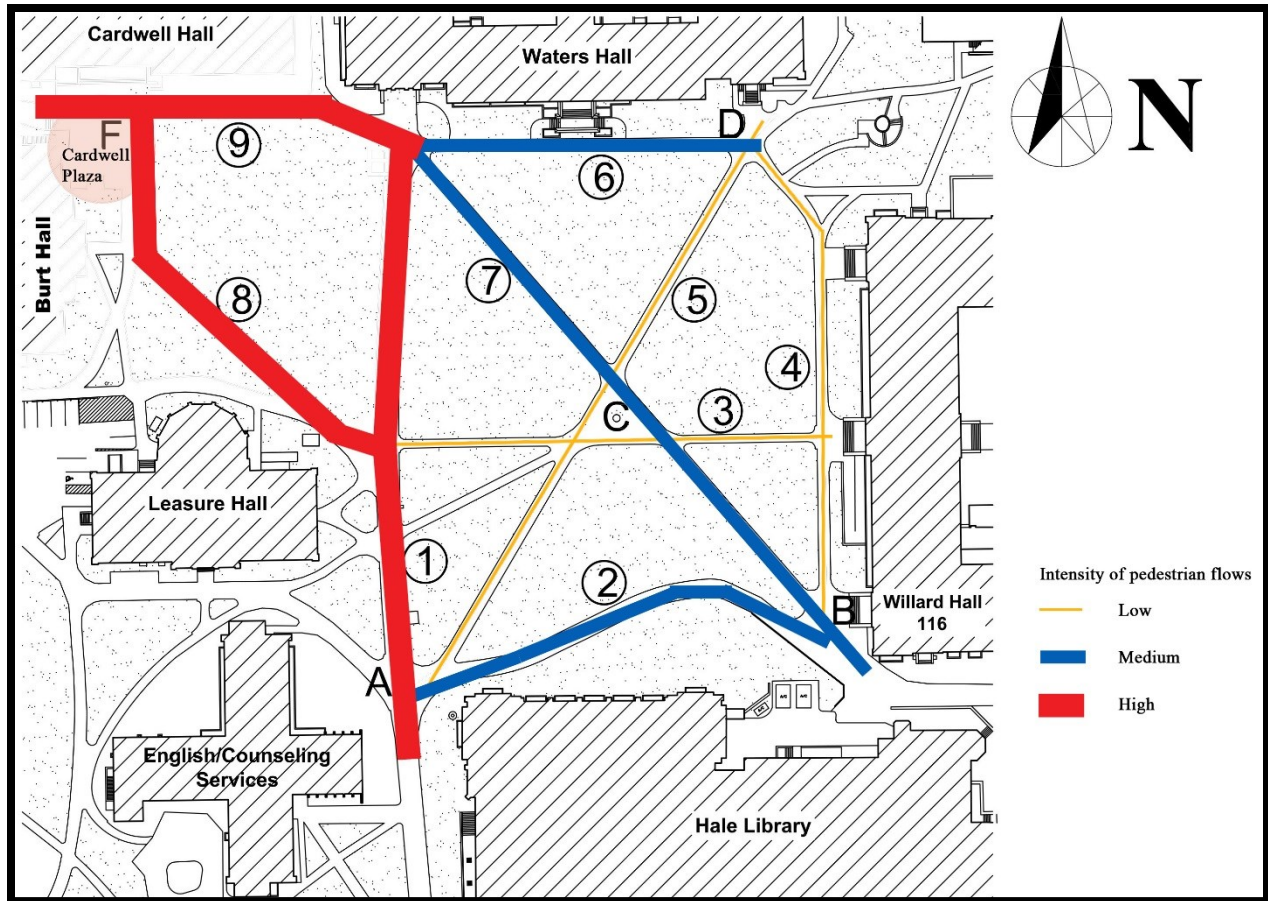 Cardwell Hall
Waters Hall
N
F
Cardwell
Plaza
9
D
6
Burt Hall
8
7
5
4
3
C
Leasure Hall
1
2
B
Willard Hall
116
A
English/Counseling
Services
Hale Library
Intensity of pedestrian flows
Low
Medium
High